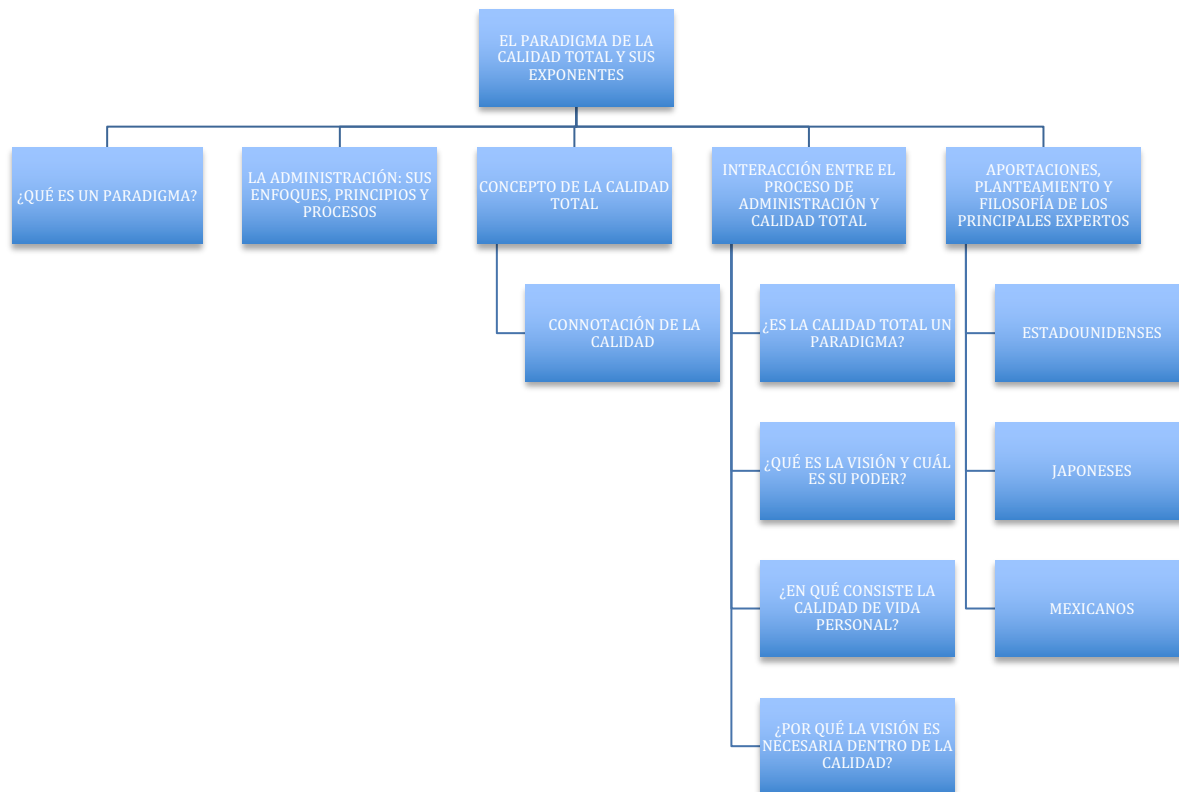 EL PARADIGMA DE LA
CALIDAD TOTAL Y SUS
EXPONENTES
¿QUÉ ES UN PARADIGMA?
LA ADMINISTRACIÓN: SUS
ENFOQUES, PRINCIPIOS Y
PROCESOS
CONCEPTO DE LA CALIDAD
TOTAL
CONNOTACIÓN DE LA
CALIDAD
INTERACCIÓN ENTRE EL
PROCESO DE
ADMINISTRACIÓN Y
CALIDAD TOTAL
¿ES LA CALIDAD TOTAL UN
PARADIGMA?
¿QUÉ ES LA VISIÓN Y CUÁL
ES SU PODER?
¿EN QUÉ CONSISTE LA
CALIDAD DE VIDA
PERSONAL?
¿POR QUÉ LA VISIÓN ES
NECESARIA DENTRO DE LA
CALIDAD?
APORTACIONES,
PLANTEAMIENTO Y
FILOSOFÍA DE LOS
PRINCIPALES EXPERTOS
ESTADOUNIDENSES
JAPONESES
MEXICANOS